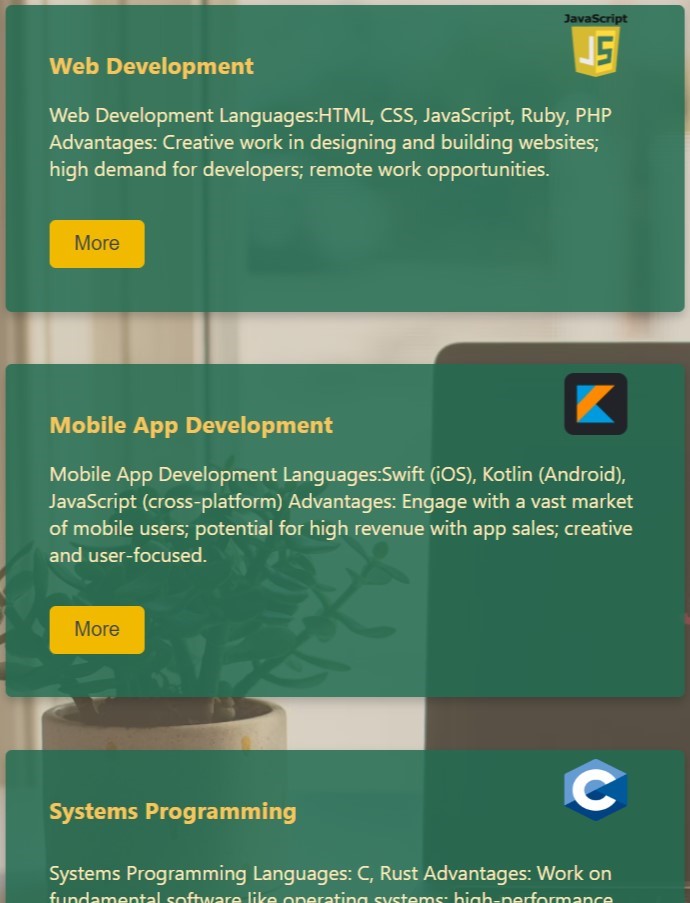 JavaScript
JS
Web Development
Web Development Languages:HTML, CSS, JavaScript, Ruby, PHP
Advantages: Creative work in designing and building websites;
high demand for developers; remote work opportunities.
More
Mobile App Development
Mobile App Development Languages:Swift (iOS), Kotlin (Android),
JavaScript (cross-platform) Advantages: Engage with a vast market
of mobile users; potential for high revenue with app sales; creative
and user-focused.
More
C
Systems Programming
Systems Programming Languages: C, Rust Advantages: Work on
fundamental software like operating systems; high-performance